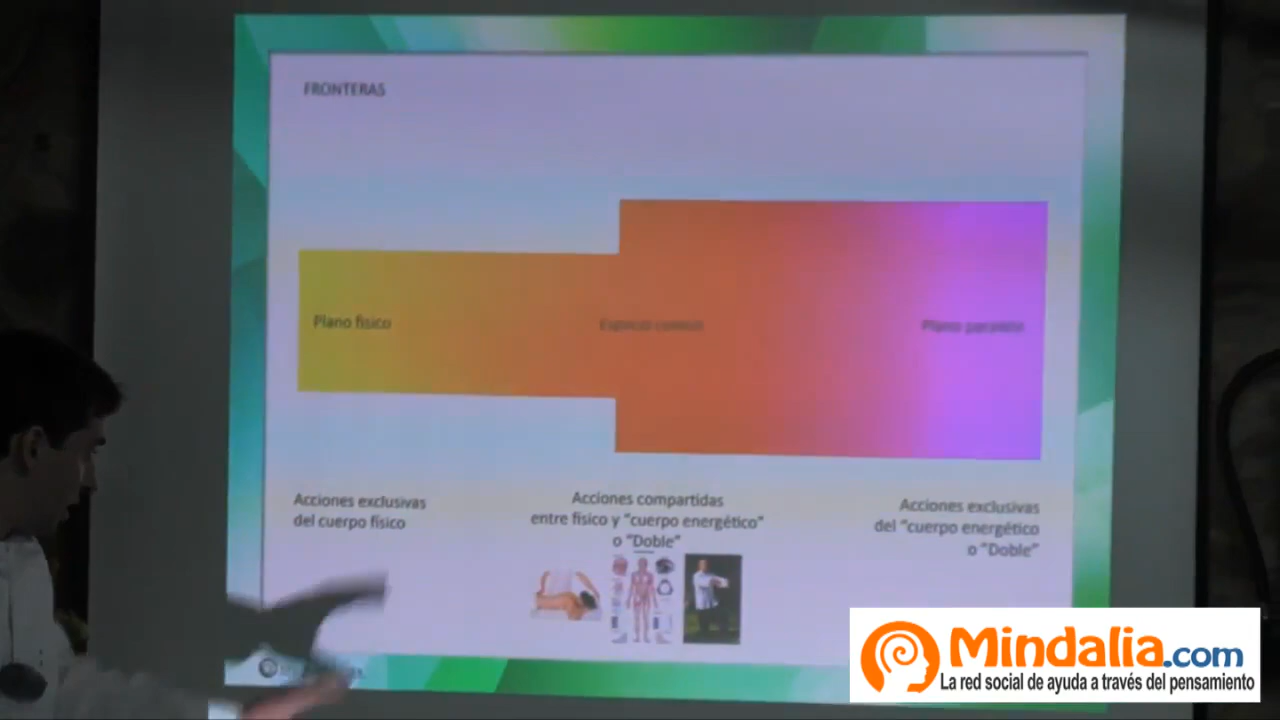 FRONTERAS
Plano físico
Espacio común
Plano paralelo
Acciones exclusivas
del cuerpo físico
Acciones compartidas
entre físico y "cuerpo energético"
o "Doble"
Acciones exclusivas
del "cuerpo energético
o "Doble"
Mindalia.com
La red social de ayuda a través del pensamiento